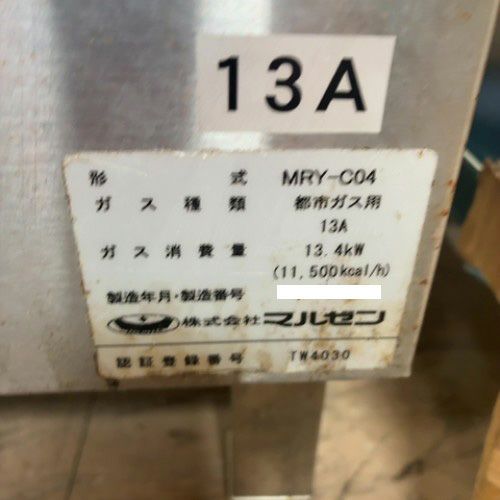 13A
形式 MRY-C04
ガス種類 都市ガス用
13A
ガス消費量 13.4kW
(11,500kcal/h)
製造年月・製造番号
株式会社マルゼン
認証登録番号 TW4030